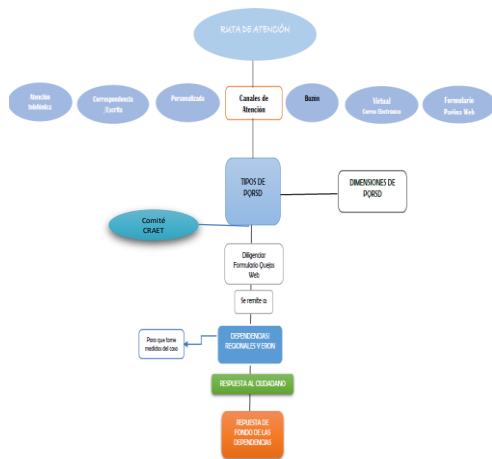 RUTA DE ATENCIÓN
Atención
telefónica
Correspondencia
/Escrita
Personalizada
Canales de
Atención
Buzón
Virtual
Correo Electrónico
Formulario
Página Web
TIPOS DE
PQRSD
DIMENSIONES DE
PQRSD
Comité
CRAET
Diligenciar
Formulario Quejas
Web
Se remite a:
DEPENDENCIAS/
REGIONALES Y ERON
Para que tome
medidas del caso
RESPUESTA AL CIUDADANO
REPUESTA DE
FONDO DE LAS
DEPENDENCIAS